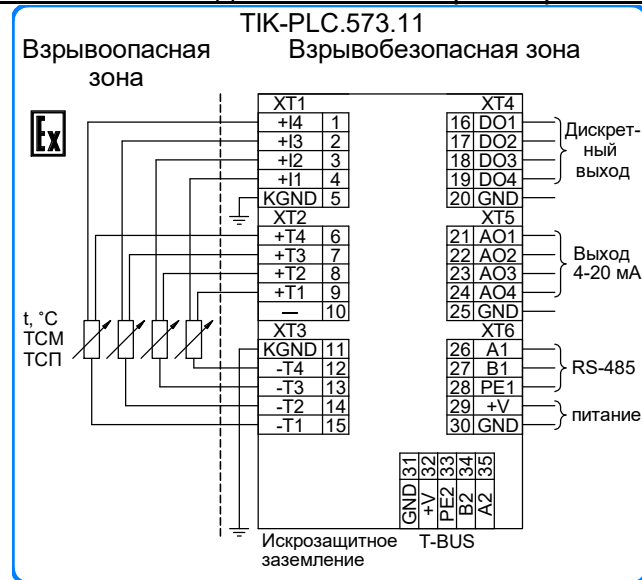 TIK-PLC.573.11
Взрывоопасная
зона
Взрывобезопасная зона
Ex
XT1
+I4 1
+I3 2
+I2 3
+I1 4
KGND 5
XT2
+T4 6
+T3 7
+T2 8
+T1 9
— 10
XT3
KGND 11
-T4 12
-T3 13
-T2 14
-T1 15
t, ˚C
ТСМ
ТСП
XT4
16 DO1
17 DO2
18 DO3
19 DO4
20 GND
XT5
21 AO1
22 AO2
23 AO3
24 AO4
25 GND
XT6
26 A1
27 B1
28 PE1
29 +V
30 GND
Дискрет-
ный
выход
Выход
4-20 мА
RS-485
питание
GND 31
+V 32
PE2 33
B2 34
A2 35
Искрозащитное
заземление
T-BUS